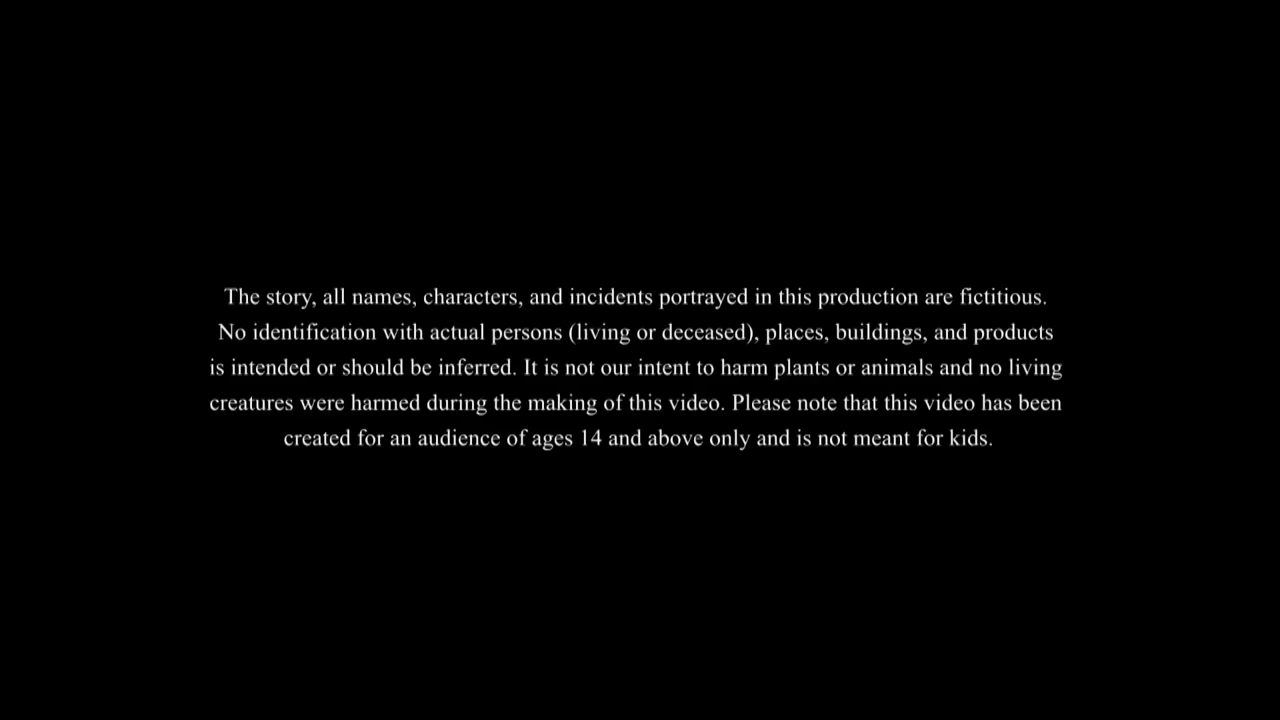 The story, all names, characters, and incidents portrayed in this production are fictitious.
No identification with actual persons (living or deceased), places, buildings, and products
is intended or should be inferred. It is not our intent to harm plants or animals and no living
creatures were harmed during the making of this video. Please note that this video has been
created for an audience of ages 14 and above only and is not meant for kids.